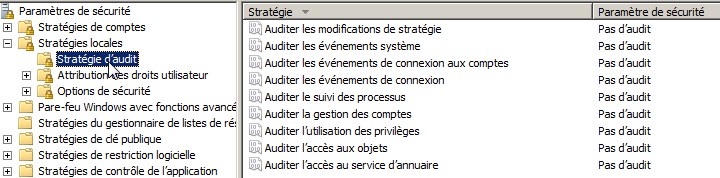 Paramètres de sécurité
Stratégies de comptes
Stratégies locales
Stratégie d'audit
Attribution des droits utilisateur
Options de sécurité
Pare-feu Windows avec fonctions avancé
Stratégies du gestionnaire de listes de rés
Stratégies de clé publique
Stratégies de restriction logicielle
Stratégies de contrôle de l'application
Stratégie Paramètre de sécurité
Auditer les modifications de stratégie Pas d'audit
Auditer les événements système Pas d'audit
Auditer les événements de connexion aux comptes Pas d'audit
Auditer les événements de connexion Pas d'audit
Auditer le suivi des processus Pas d'audit
Auditer la gestion des comptes Pas d'audit
Auditer l'utilisation des privilèges Pas d'audit
Auditer l'accès aux objets Pas d'audit
Auditer l'accès au service d'annuaire Pas d'audit